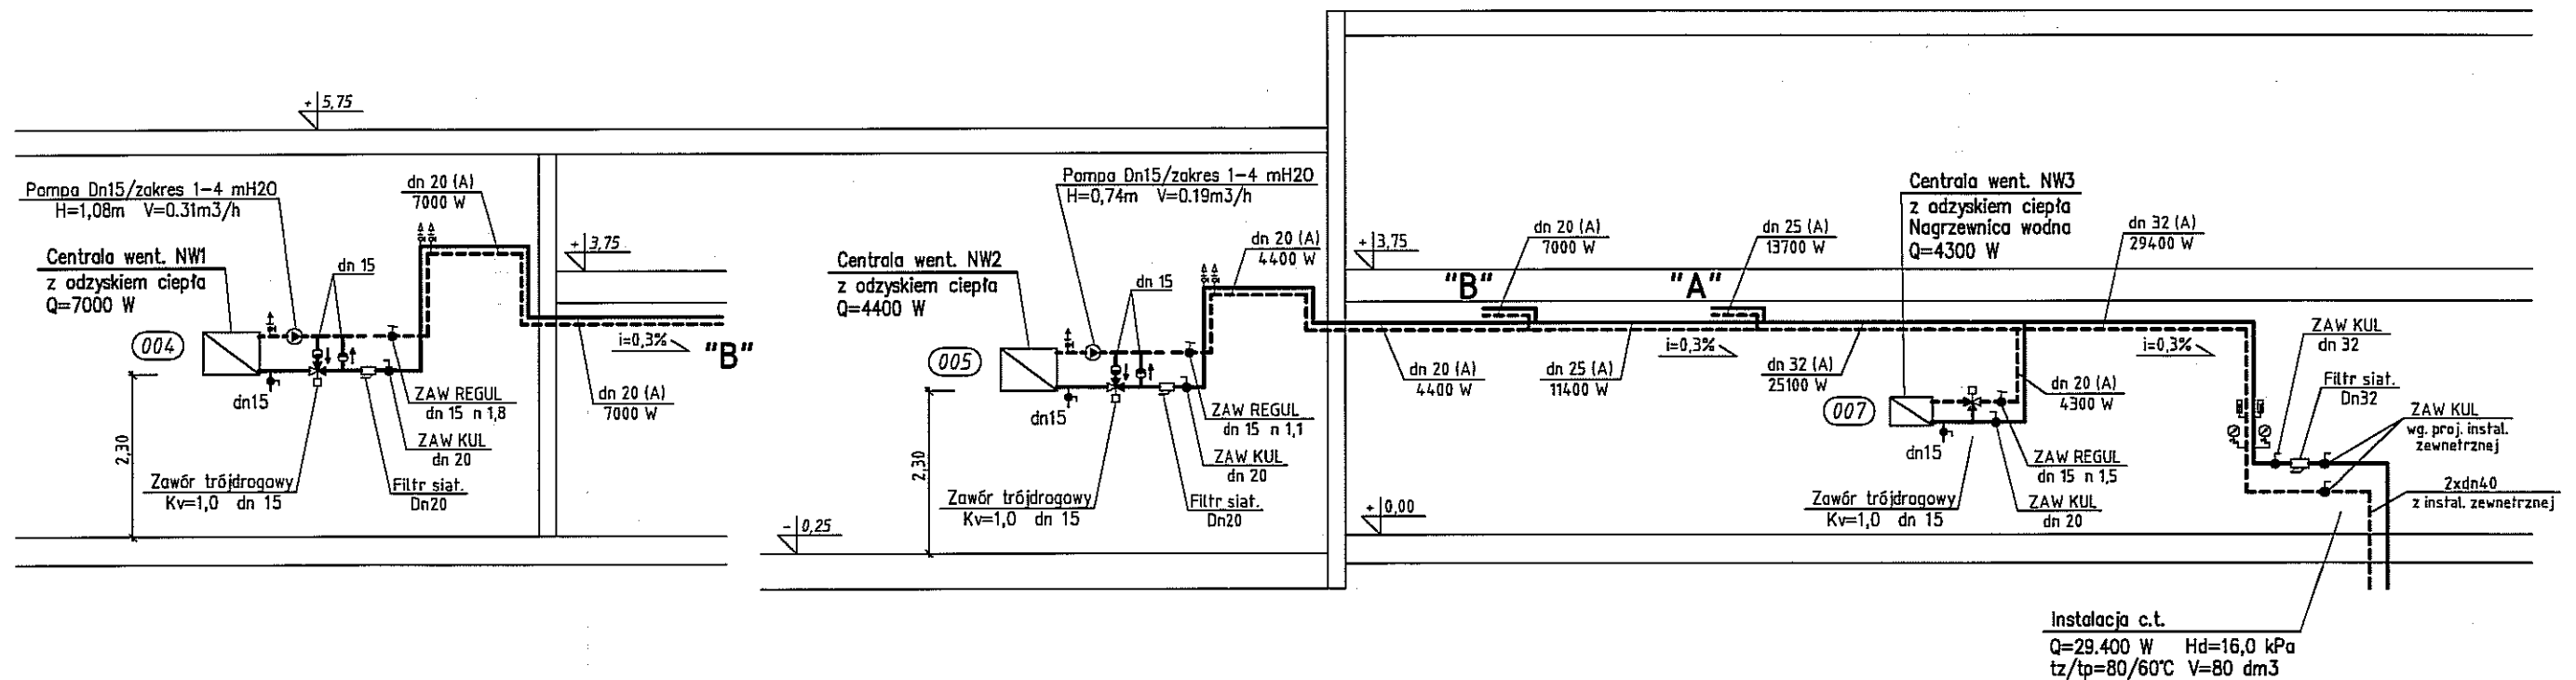 + 5,75
Pompa Dn15/zakres 1-4 mH2O
H=1,08m V=0.31m3/h
dn 20 (A)
7000 W
Centrala went. NW1
z odzyskiem ciepła
Q=7000 W
dn 15
004
dn15
2,30
ZAW REGUL
dn 15 n 1,8
ZAW KUL
dn 20
Zawór trójdrogowy
Kv=1,0 dn 15
Filtr siat.
Dn20
+ 3,75
i=0,3%
"B"
dn 20 (A)
7000 W
- 0,25
Pompa Dn15/zakres 1-4 mH2O
H=0,74m V=0.19m3/h
dn 20 (A)
4400 W
Centrala went. NW2
z odzyskiem ciepła
Q=4400 W
dn 15
005
dn15
2,30
ZAW REGUL
dn 15 n 1,1
ZAW KUL
dn 20
Zawór trójdrogowy
Kv=1,0 dn 15
Filtr siat.
Dn20
+ 3,75
"B"
dn 20 (A)
7000 W
"A"
dn 25 (A)
13700 W
Centrala went. NW3
z odzyskiem ciepła
Nagrzewnica wodna
Q=4300 W
dn 32 (A)
29400 W
dn 20 (A)
4400 W
dn 25 (A)
11400 W
i=0,3%
dn 32 (A)
25100 W
i=0,3%
dn 20 (A)
4300 W
007
dn15
ZAW REGUL
dn 15 n 1,5
ZAW KUL
dn 20
Zawór trójdrogowy
Kv=1,0 dn 15
+ 0,00
ZAW KUL
dn 32
Filtr siat.
Dn32
ZAW KUL
wg. proj. instal.
zewnetrznej
2xdn40
z instal. zewnetrznej
Instalacja c.t.
Q=29.400 W Hd=16,0 kPa
tz/tp=80/60°C V=80 dm3